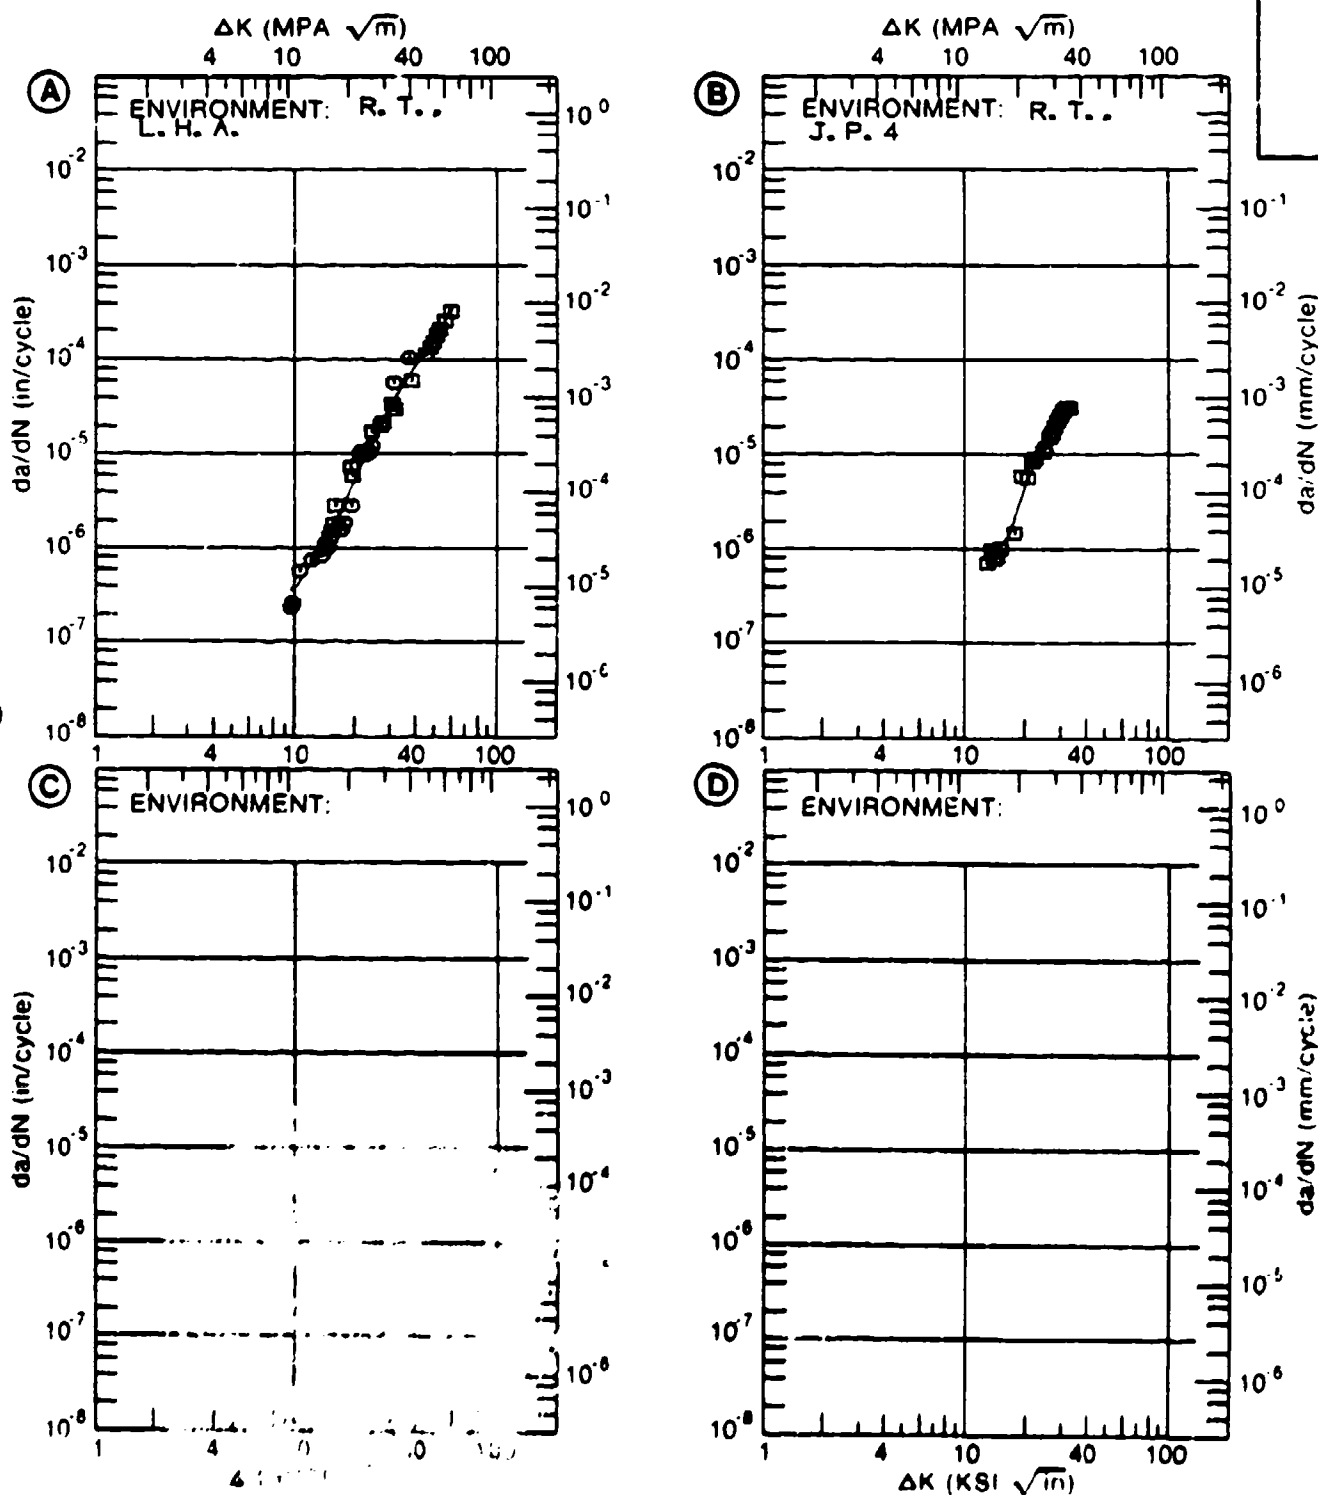 ΔK (MPA √m)
4 10 40 100
A
ENVIRONMENT: R. T.,
L. H. A.
10⁰
10⁻¹
10⁻²
10⁻³
10⁻⁴
10⁻⁵
10⁻²
10⁻³
10⁻⁴
10⁻⁵
10⁻⁶
10⁻⁷
10⁻⁸
da/dN (in/cycle)
1 4 10 40 100
ΔK (MPA √m)
4 10 40 100
B
ENVIRONMENT: R. T.,
J. P. 4
10⁻²
10⁻³
10⁻⁴
10⁻⁵
10⁻⁶
10⁻⁷
10⁻⁸
10⁻¹
10⁻²
10⁻³
10⁻⁴
10⁻⁵
10⁻⁶
da/dN (mm/cycle)
1 4 10 40 100
C
ENVIRONMENT:
da/dN (in/cycle)
10⁻²
10⁻³
10⁻⁴
10⁻⁵
10⁻⁶
10⁻⁷
10⁻⁸
10⁰
10⁻¹
10⁻²
10⁻³
10⁻⁴
1 4
D
ENVIRONMENT:
10⁻²
10⁻³
10⁻⁴
10⁻⁵
10⁻⁶
10⁻⁷
10⁻⁸
10⁰
10⁻¹
10⁻²
10⁻³
10⁻⁴
10⁻⁵
10⁻⁶
da/dN (mm/cycle)
1 4 10 40 100
ΔK (KSI √in)